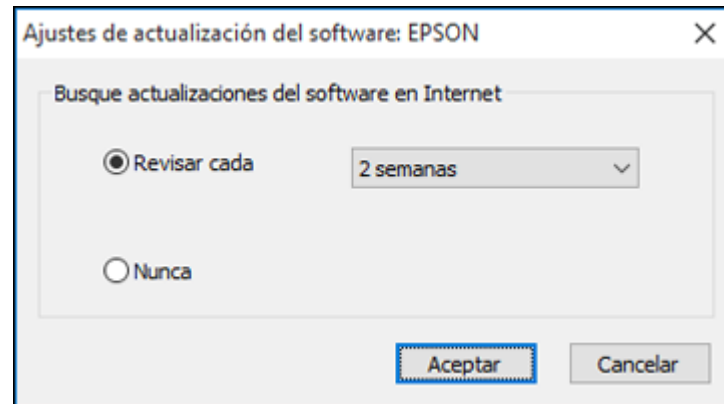 Ajustes de actualización del software: EPSON
Busque actualizaciones del software en Internet
Revisar cada
2 semanas
Nunca
Aceptar
Cancelar